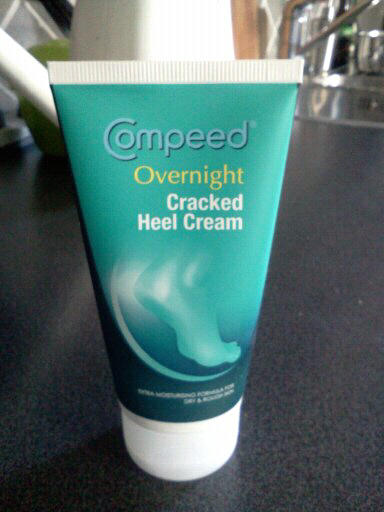 Compeed®
Overnight
Cracked
Heel Cream
EXTRA MOISTURISING FORMULA FOR
DRY & ROUGH SKIN